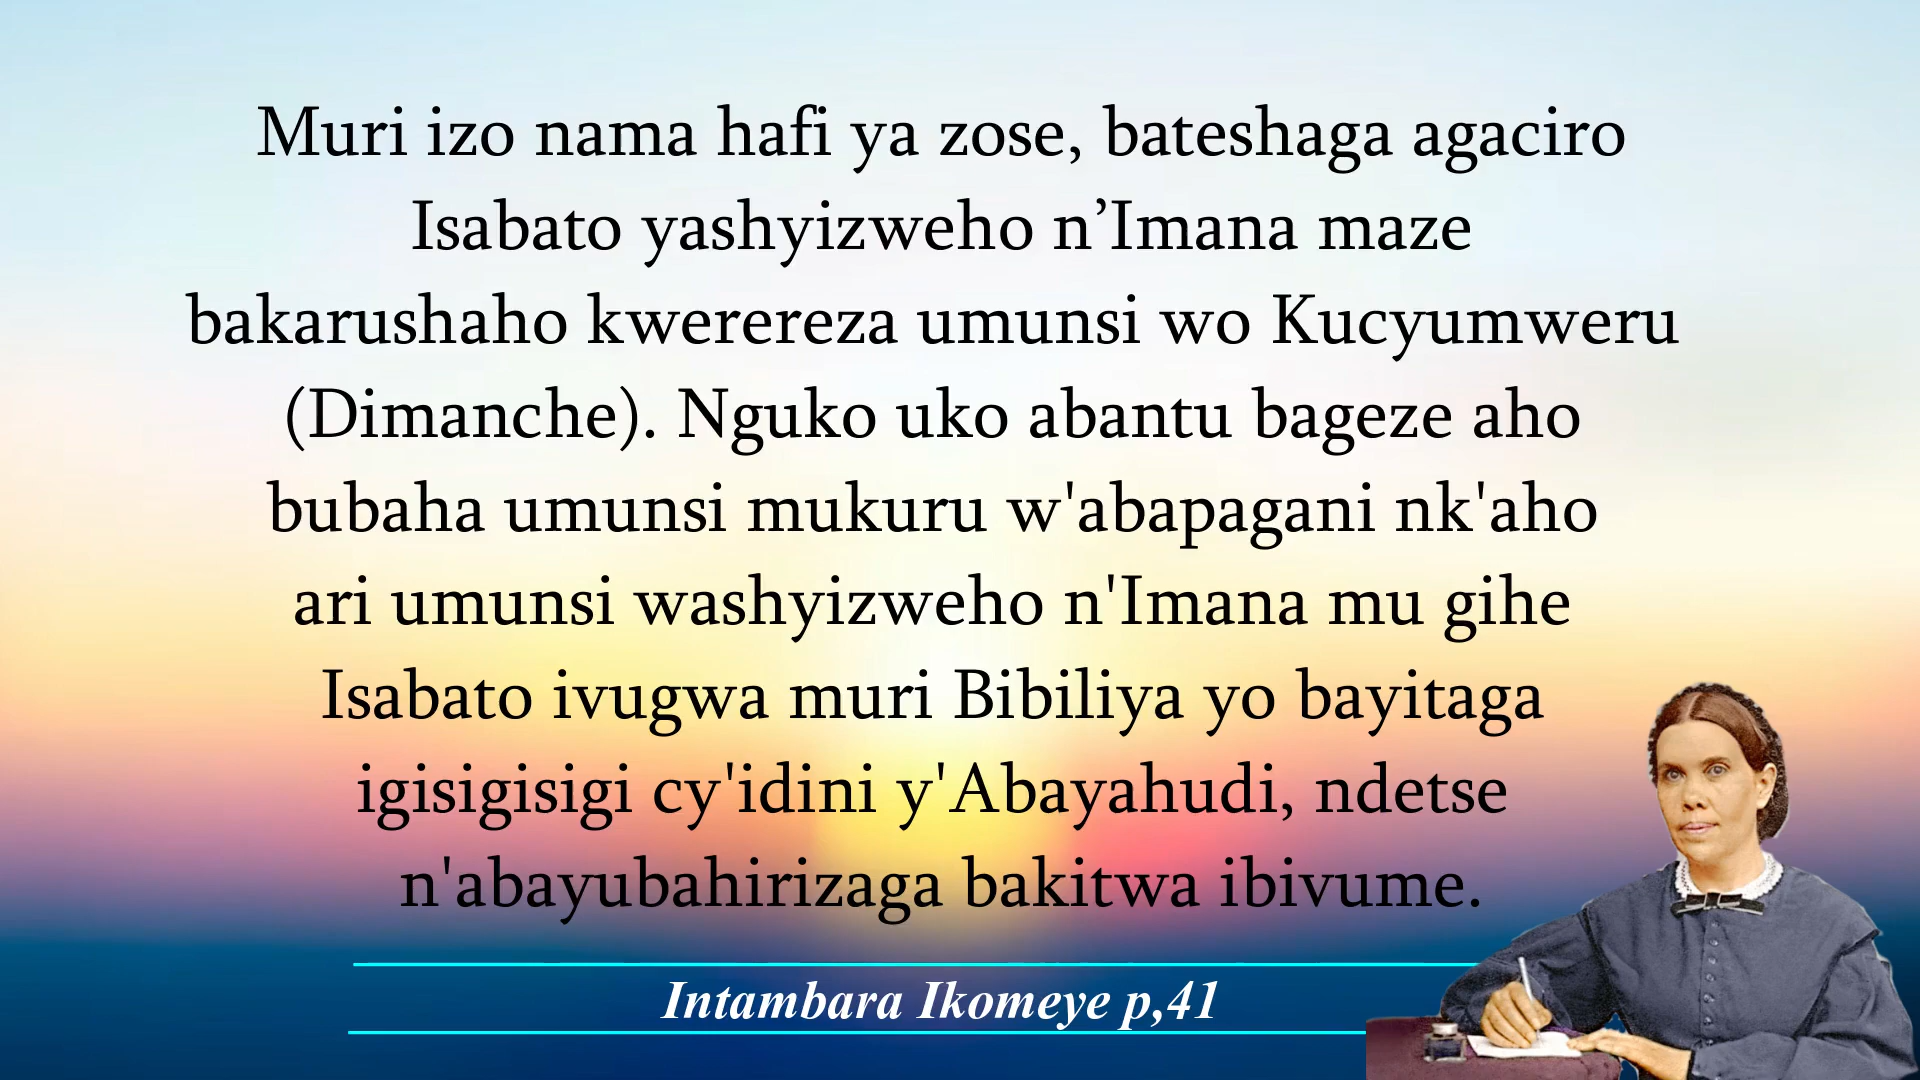 Muri izo nama hafi ya zose, bateshaga agaciro
Isabato yashyizweho n’Imana maze
bakarushaho kwerereza umunsi wo Kucyumweru
(Dimanche). Nguko uko abantu bageze aho
bubaha umunsi mukuru w'abapagani nk'aho
ari umunsi washyizweho n'Imana mu gihe
Isabato ivugwa muri Bibiliya yo bayitaga
igisigisigi cy'idini y'Abayahudi, ndetse
n'abayubahirizaga bakitwa ibivume.
Intambara Ikomeye p,41